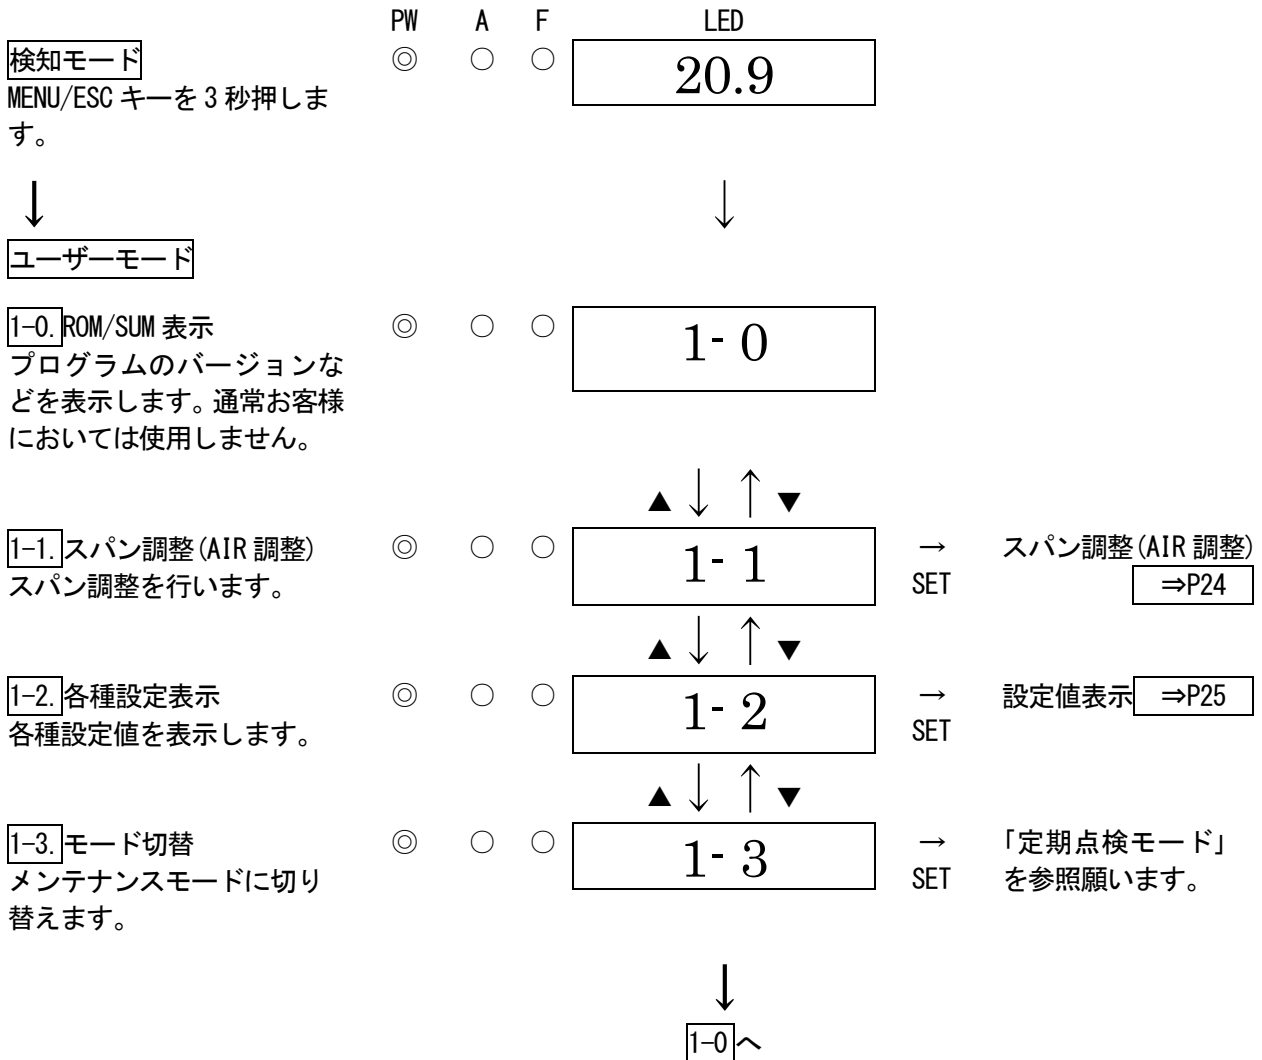 PW A F LED
検知モード ◎ ○ ○ 20.9
MENU/ESC キーを 3 秒押しま
す。
↓ ↓
ユーザーモード
1-0. ROM/SUM 表示 ◎ ○ ○ 1- 0
プログラムのバージョンな
どを表示します。通常お客様
においては使用しません。
▲ ↓ ↑ ▼
1-1. スパン調整(AIR 調整) ◎ ○ ○ 1- 1 → スパン調整(AIR 調整)
スパン調整を行います。 SET ⇒P24
▲ ↓ ↑ ▼
1-2. 各種設定表示 ◎ ○ ○ 1- 2 → 設定値表示 ⇒P25
各種設定値を表示します。 SET
▲ ↓ ↑ ▼
1-3. モード切替 ◎ ○ ○ 1- 3 → 「定期点検モード」
メンテナンスモードに切り SET を参照願います。
替えます。
↓
1-0 へ